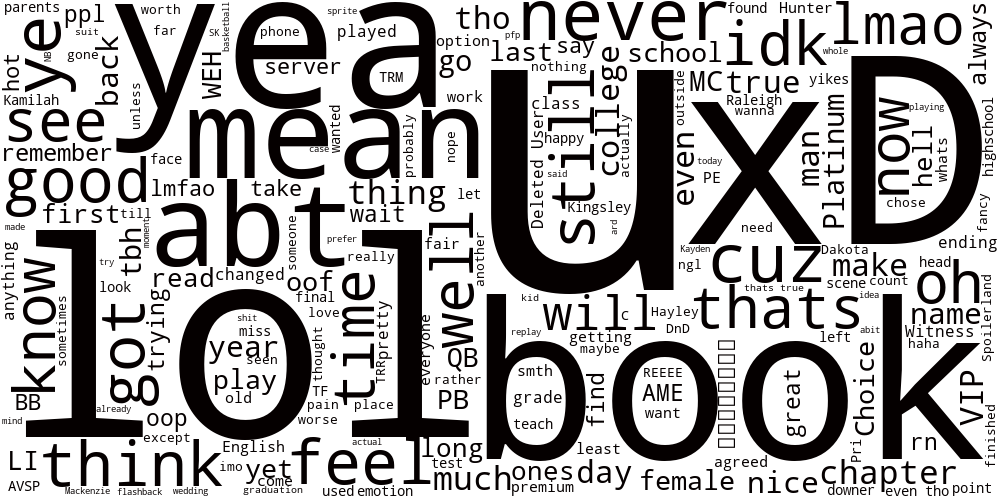 parents
ppl
worth
yea
phone
sprite
played
tho
never
found
Hunter
lmao
always
suit
far
SK
basketball
option
pfp
idk
whole
hot
ye
gone
NB
back
WEH
server
TRM
go
last
say
school
nothing
college
MC
true
yikes
outside
Kamilah
unless
mean
work
class
still
Raleigh
wanna
Platinum
now
playing
see
case
wanted
probably
nope
Deleted User
happy
actually
uxD
even
today
man
hell
whats
highschool
remember
face
thing
let
said
PE
chose
fancy
good
lmfao
take
wait
Kingsley
ard
need
first
till
abt
made
moment
someone
prefer
fair
well
another
Kayden
cuz
Dakota
ending
anything
know
tbh
try
read
changed
oof
really
ngl
make
head
oh
sometimes
look
trying
final
love
time
thats true
scene
count
got
lol
shit
miss
year
seen
thought
pretty
everyone
kid
will
c
Hayley
thats
idea
name
Spoilerland
play
old
TRR
QB
replay
DnD
getting
maybe
left
abit
Witness
haha
BB
already
TF
pain
worse
place
rather
PB
smth
grade
teach
find
REEEE
AME
want
great
Choice
VIP
mind
oop
book
rn
finished
except
English
actual
long
least
agreed
Pri
LI
think
imo
yet
come
feel
test
much
ones
day
female
nice
chapter
AVSP
Mackenzie
flashback
wedding
graduation
used
emotion
premium
downer
even tho
point